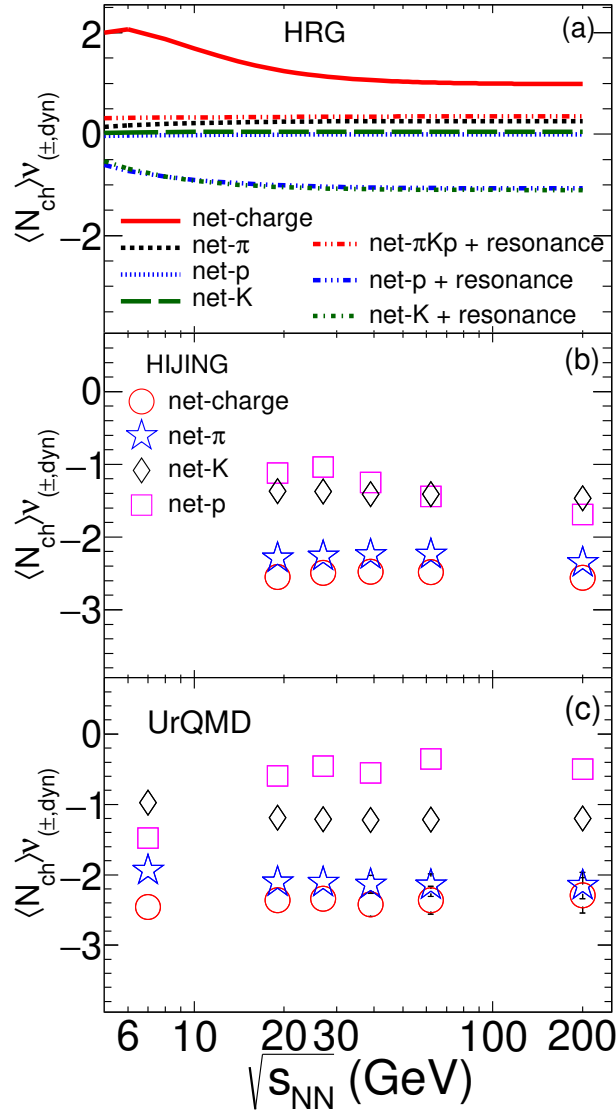 HRG
(a)
2
0
−2
⟨N_ch⟩ν_(±,dyn)
net-charge
net-π
net-p
net-K
net-πKp + resonance
net-p + resonance
net-K + resonance
HIJING
(b)
0
−1
−2
−3
⟨N_ch⟩ν_(±,dyn)
net-charge
net-π
net-K
net-p
UrQMD
(c)
0
−1
−2
−3
⟨N_ch⟩ν_(±,dyn)
6 10 20 30 100 200
√s_NN (GeV)